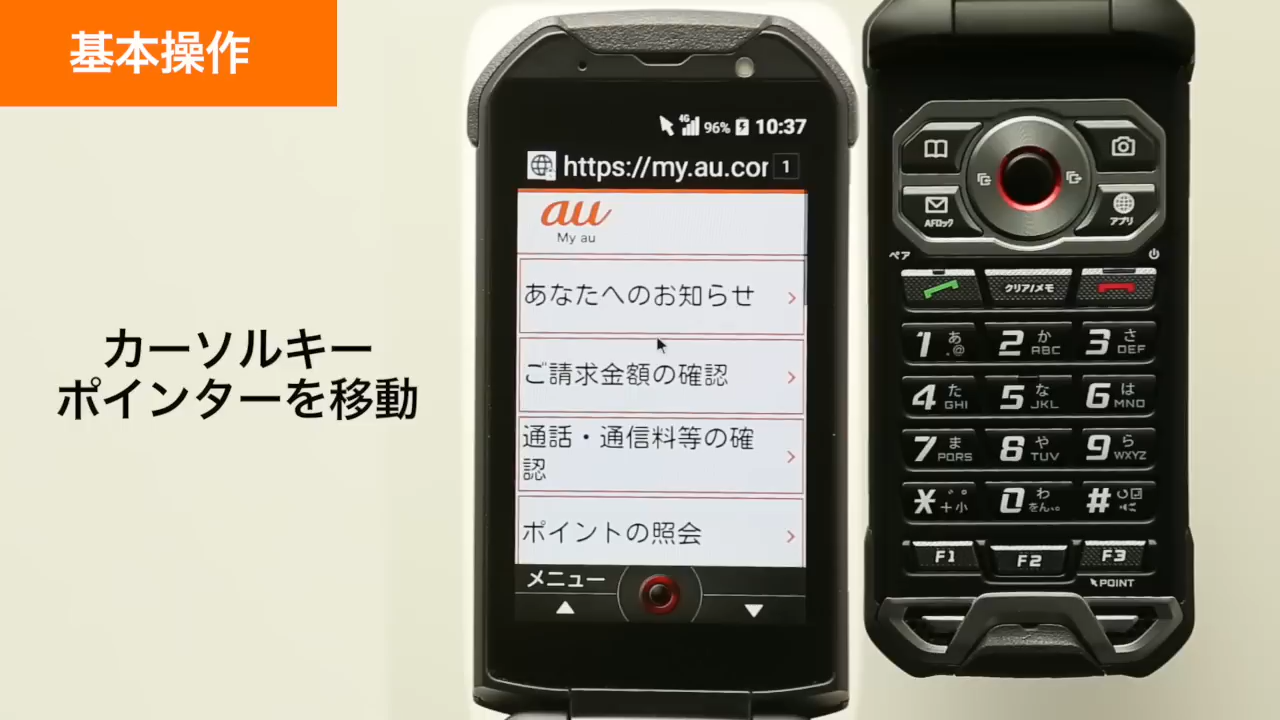 基本操作
カーソルキー
ポインターを移動
4G 96% 10:37
https://my.au.cor 1
au
My au
あなたへのお知らせ
ご請求金額の確認
通話・通信料等の確
認
ポイントの照会
メニュー
AFロック
アプリ
ペア
クリア/メモ
1 あ .@
2 か ABC
3 さ DEF
4 た GHI
5 な JKL
6 は MNO
7 ま PQRS
8 や TUV
9 ら WXYZ
* ゛゜ +小
0 わ をん、。
#
F1
F2
F3
POINT